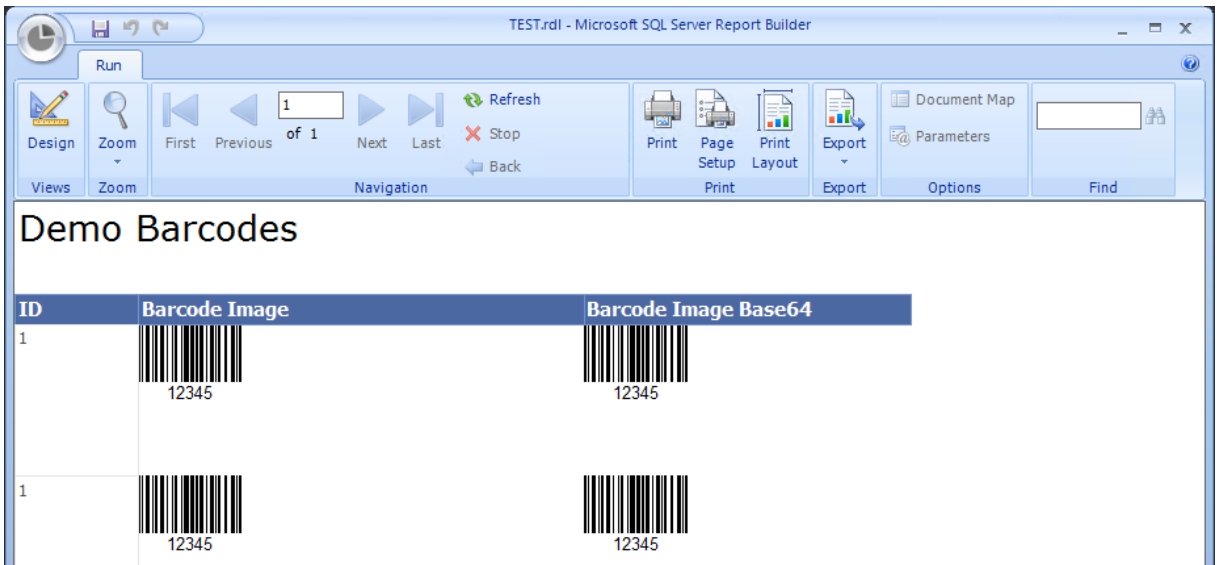 TEST.rdl - Microsoft SQL Server Report Builder
Run
Design
Views
Zoom
Zoom
First
Previous
1
of 1
Next
Last
Refresh
Stop
Back
Navigation
Print
Page Setup
Print Layout
Print
Export
Export
Document Map
Parameters
Options
Find
Demo Barcodes
ID Barcode Image Barcode Image Base64
1
12345 12345
1
12345 12345